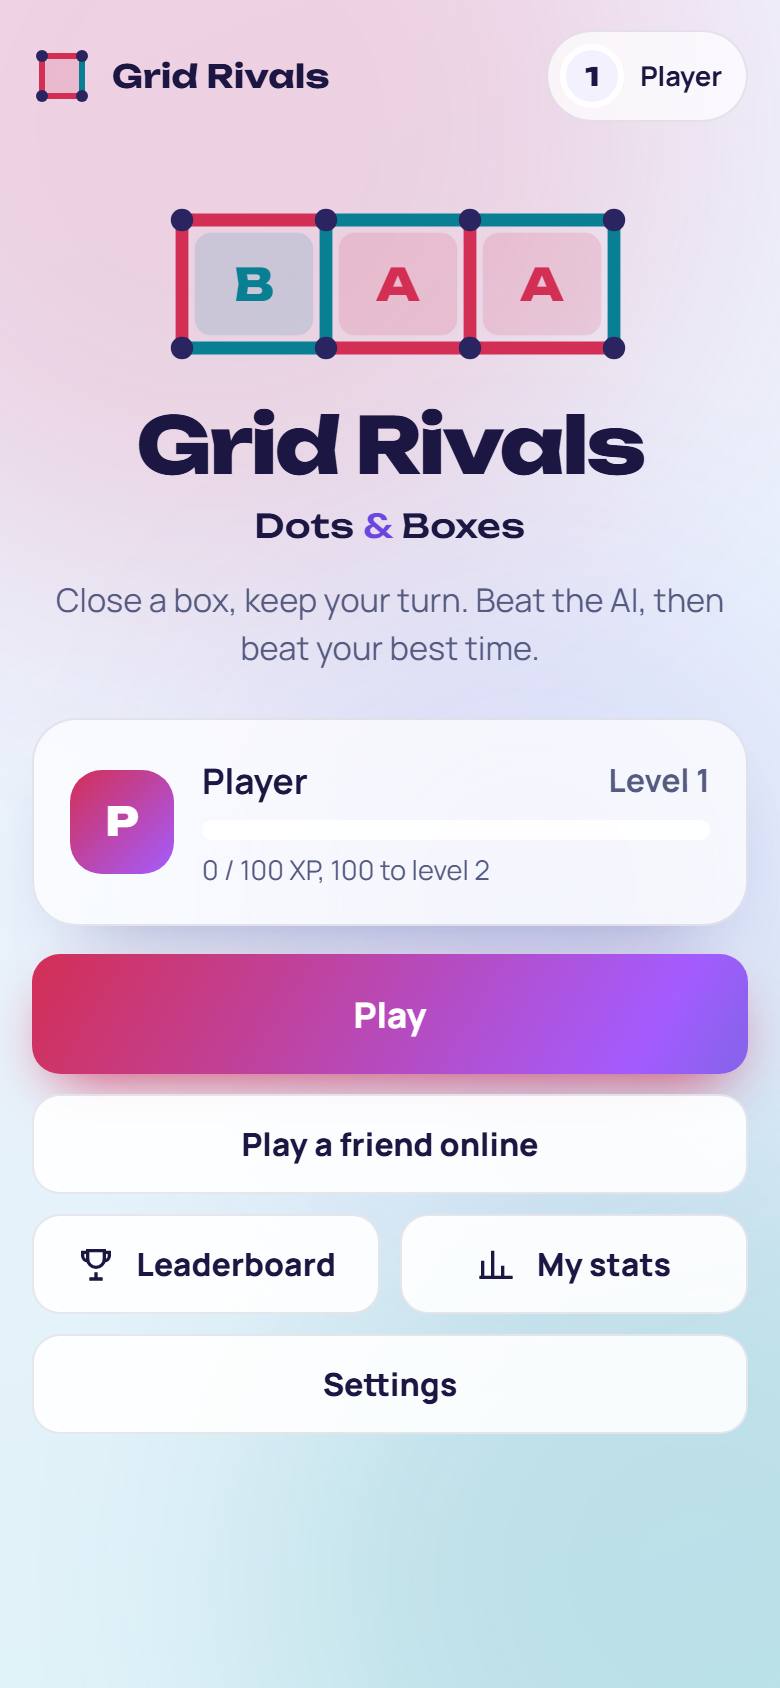 Grid Rivals
1 Player
B A A
Grid Rivals
Dots & Boxes
Close a box, keep your turn. Beat the AI, then
beat your best time.
P
Player Level 1
0 / 100 XP, 100 to level 2
Play
Play a friend online
Leaderboard My stats
Settings